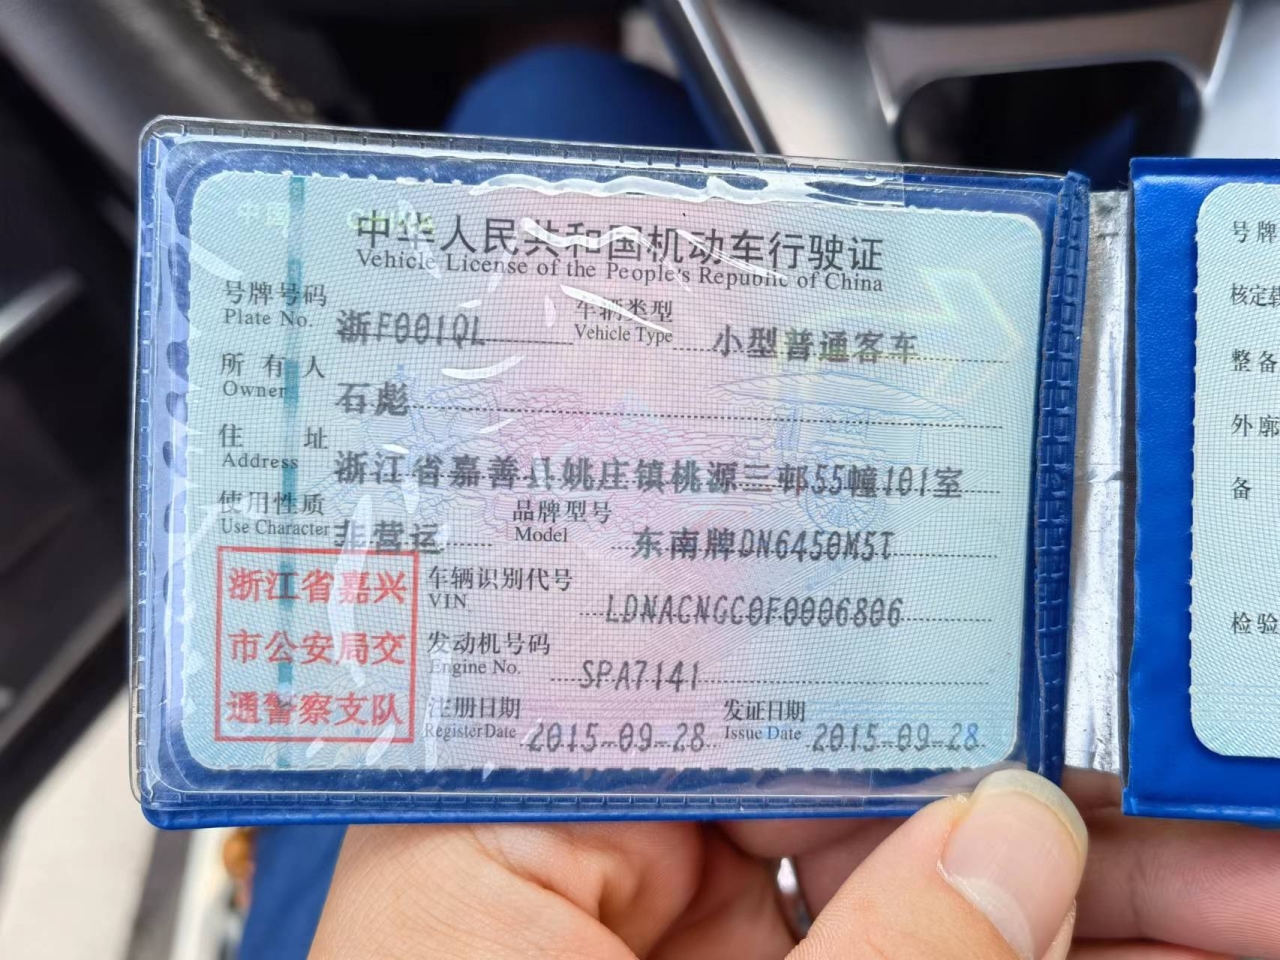 中华人民共和国机动车行驶证
Vehicle License of the People's Republic of China
号牌号码 浙F001QL 车辆类型 小型普通客车
Plate No. Vehicle Type
所有人 石彪
Owner
住址 浙江省嘉善县姚庄镇桃源三邨55幢101室
Address
使用性质 非营运 品牌型号 东南牌DN6450M5T
Use Character Model
浙江省嘉兴
市公安局交
通警察支队
车辆识别代号 LDNACNGC0F0006806
VIN
发动机号码 SPA7141
Engine No.
注册日期 2015-09-28 发证日期 2015-09-28
Register Date Issue Date
号牌
核定载
整备
外廓
备
检验